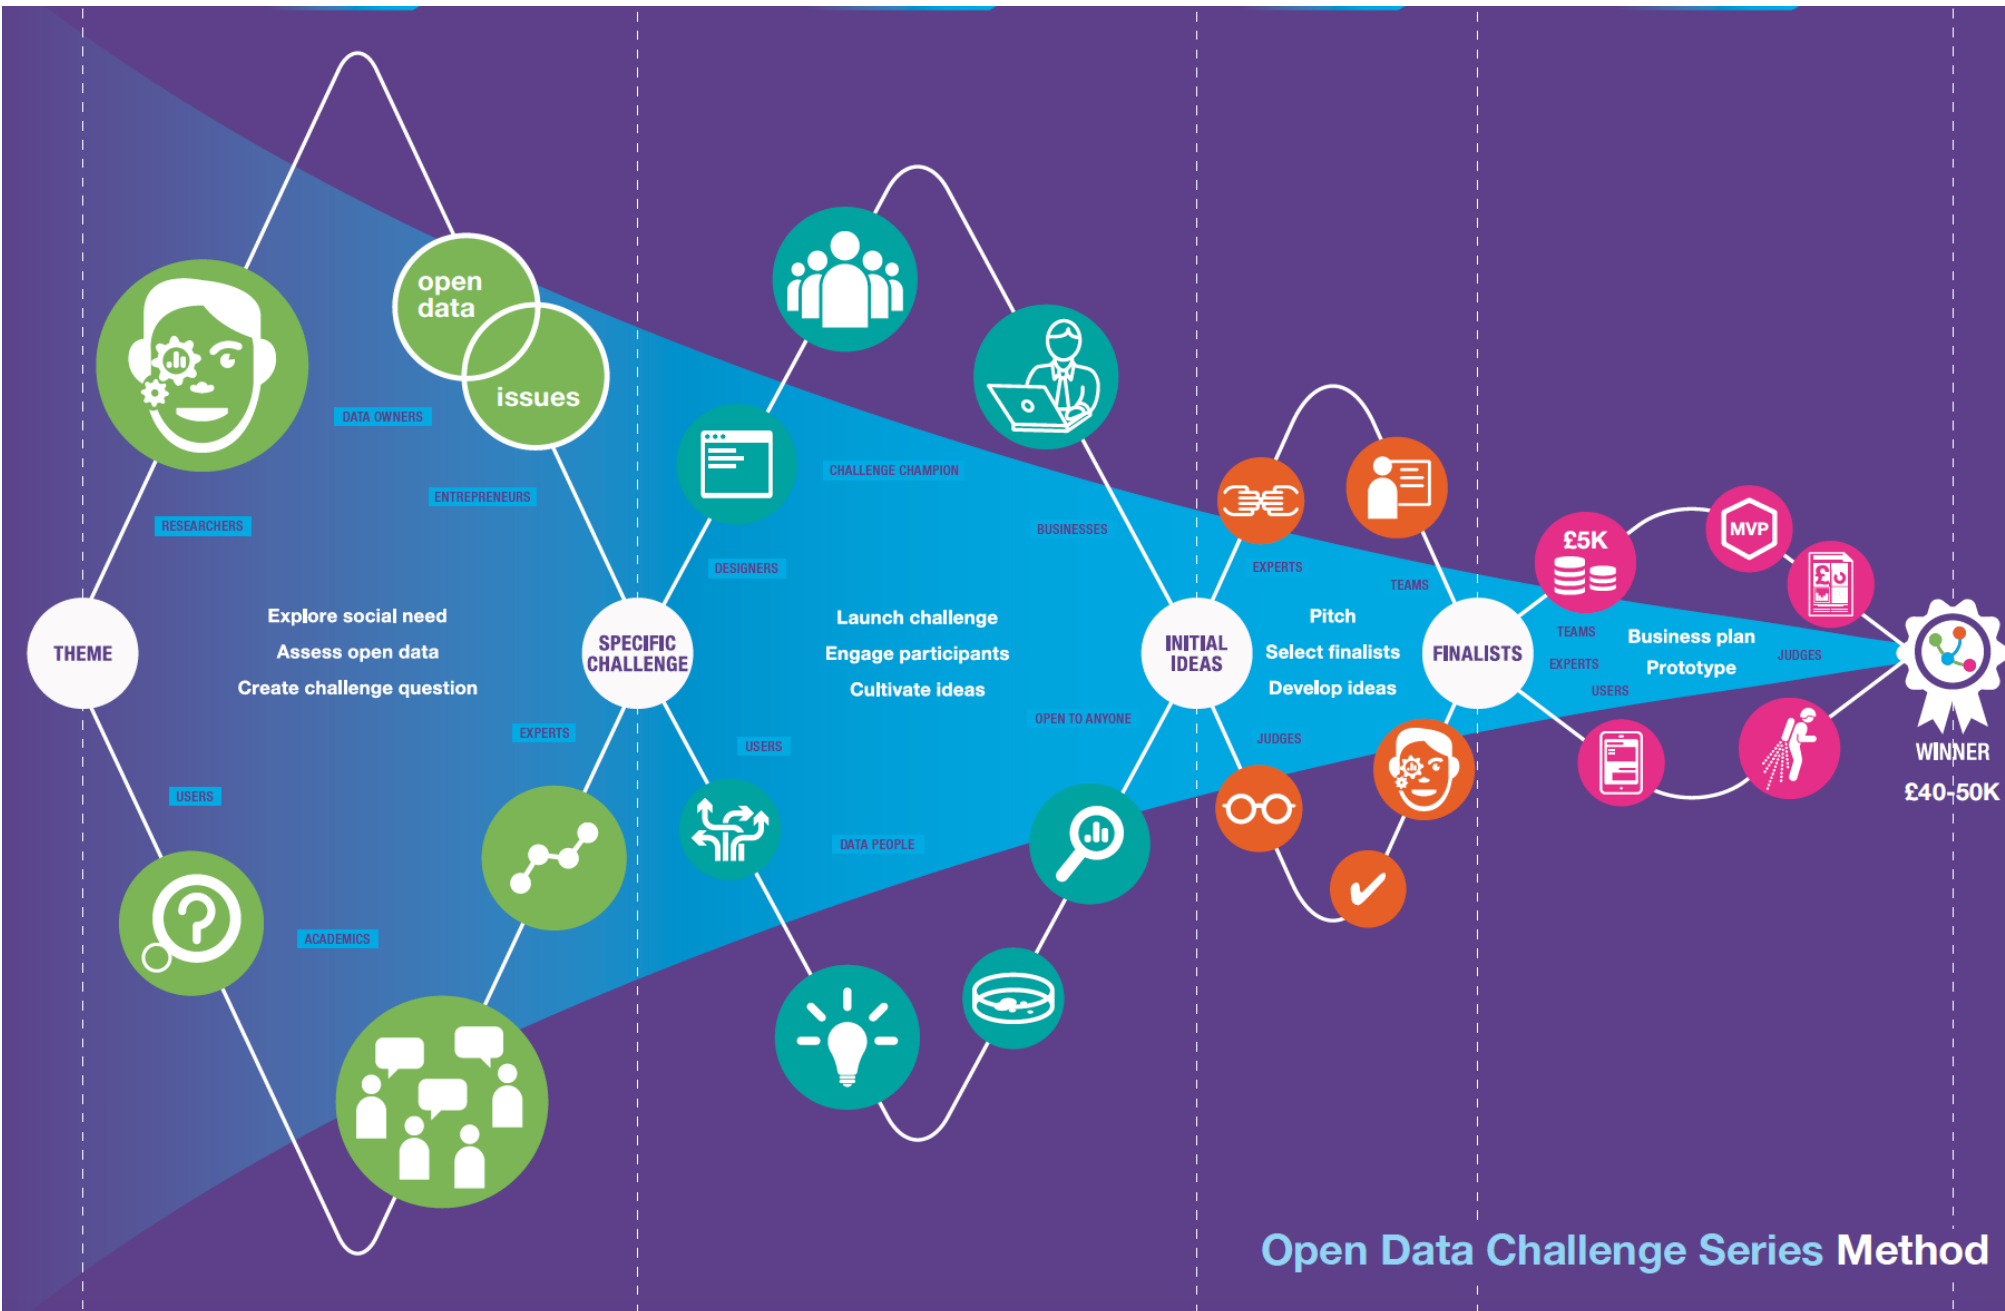 open
data
issues
DATA OWNERS
ENTREPRENEURS
RESEARCHERS
THEME
Explore social need
Assess open data
Create challenge question
EXPERTS
USERS
ACADEMICS
SPECIFIC
CHALLENGE
CHALLENGE CHAMPION
BUSINESSES
DESIGNERS
Launch challenge
Engage participants
Cultivate ideas
OPEN TO ANYONE
USERS
DATA PEOPLE
INITIAL
IDEAS
EXPERTS
TEAMS
Pitch
Select finalists
Develop ideas
JUDGES
FINALISTS
£5K
MVP
£
TEAMS
EXPERTS
USERS
Business plan
Prototype
JUDGES
WINNER
£40-50K
Open Data Challenge Series Method